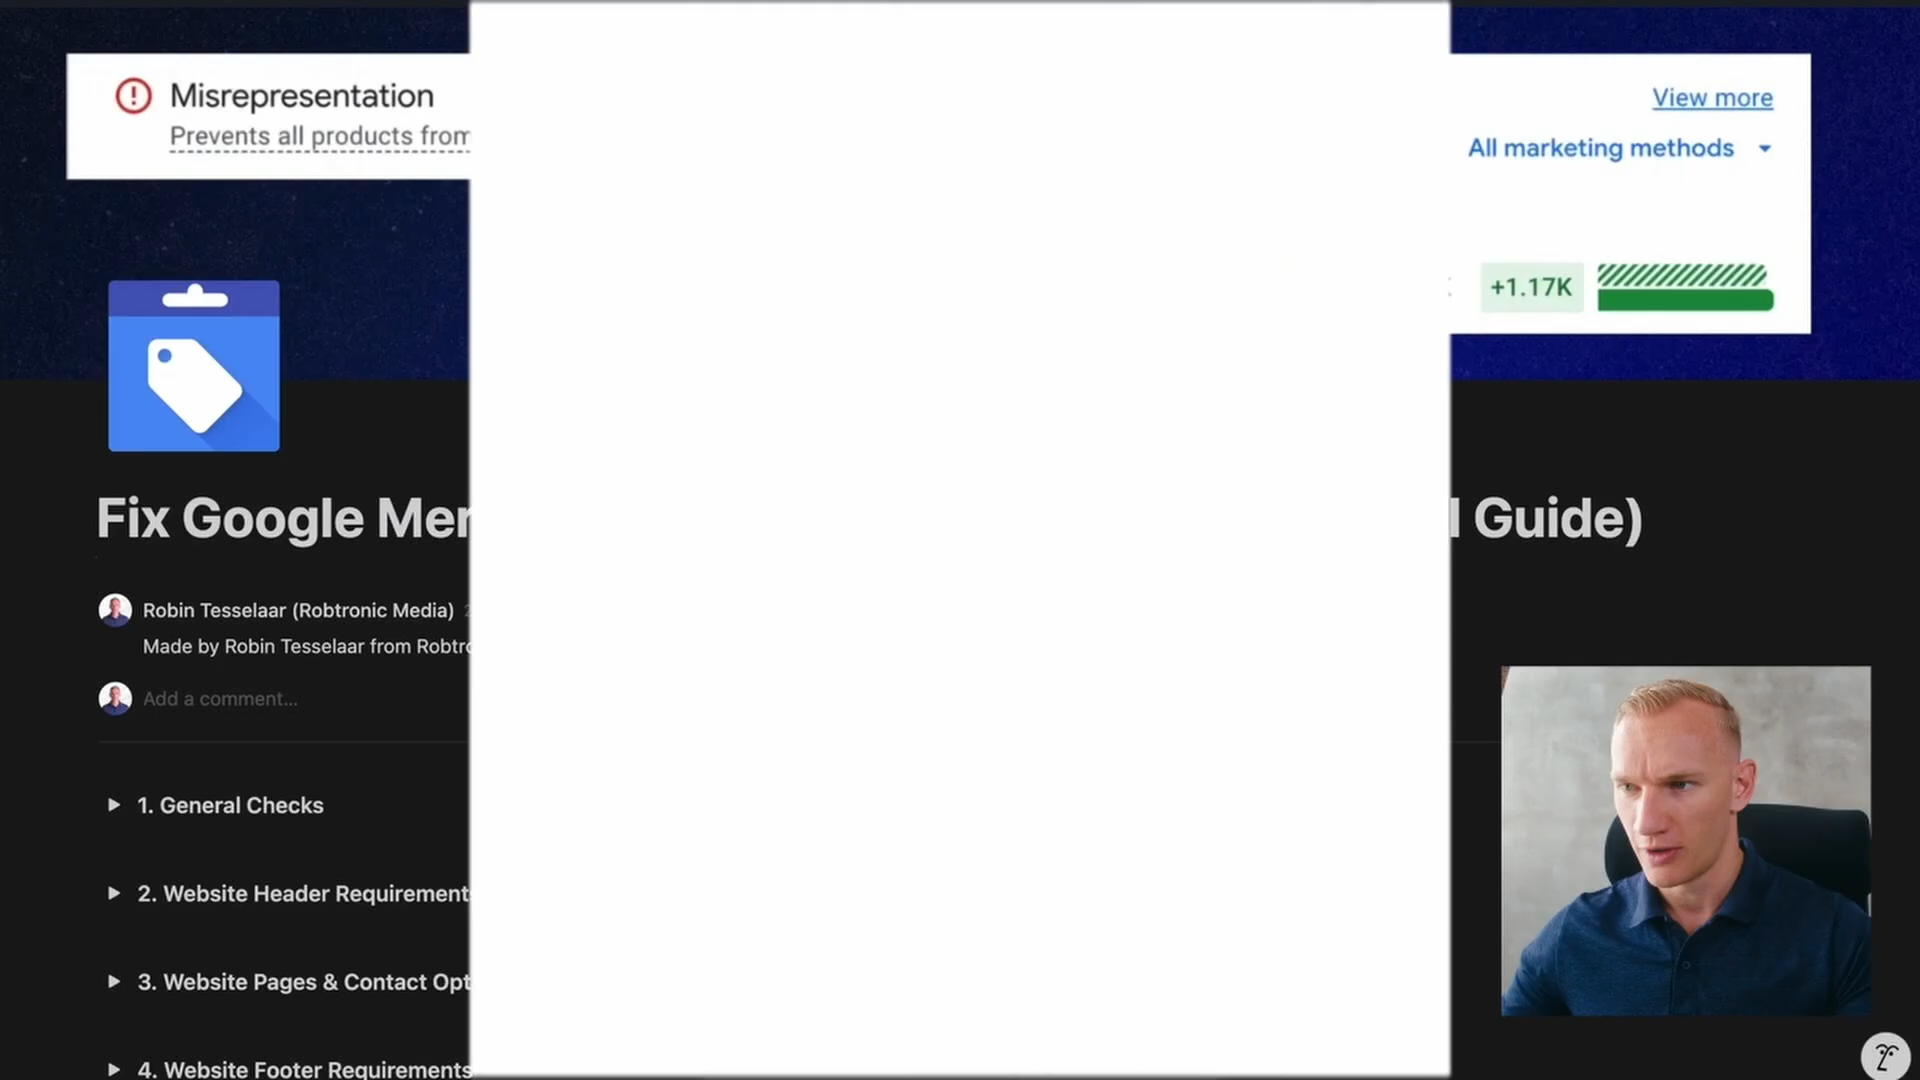 Misrepresentation
Prevents all products from
View more
All marketing methods
+1.17K
Fix Google Mer
Guide)
Robin Tesselaar (Robtronic Media)
Made by Robin Tesselaar from Robtro
Add a comment...
1. General Checks
2. Website Header Requirement
3. Website Pages & Contact Opt
4. Website Footer Requirements